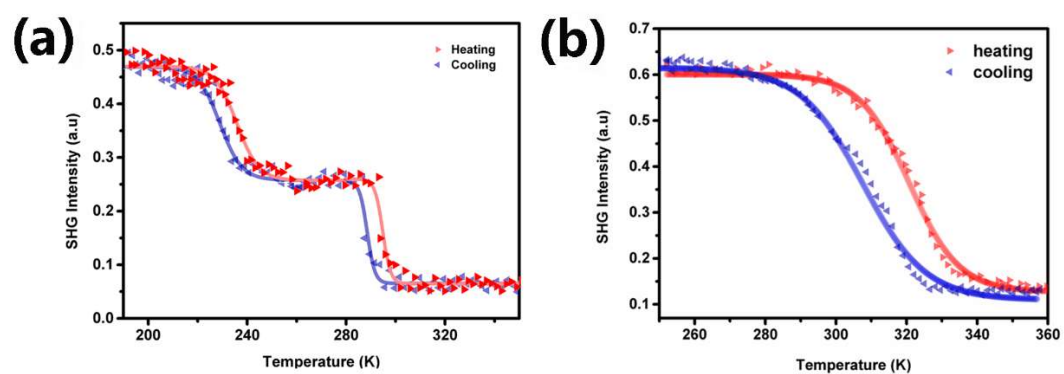 (a)
Heating
Cooling
0.5
0.4
0.3
0.2
0.1
0.0
SHG Intensity (a.u)
200
240
280
320
Temperature (K)
(b)
heating
cooling
0.7
0.6
0.5
0.4
0.3
0.2
0.1
SHG Intensity (a.u)
260
280
300
320
340
360
Temperature (K)